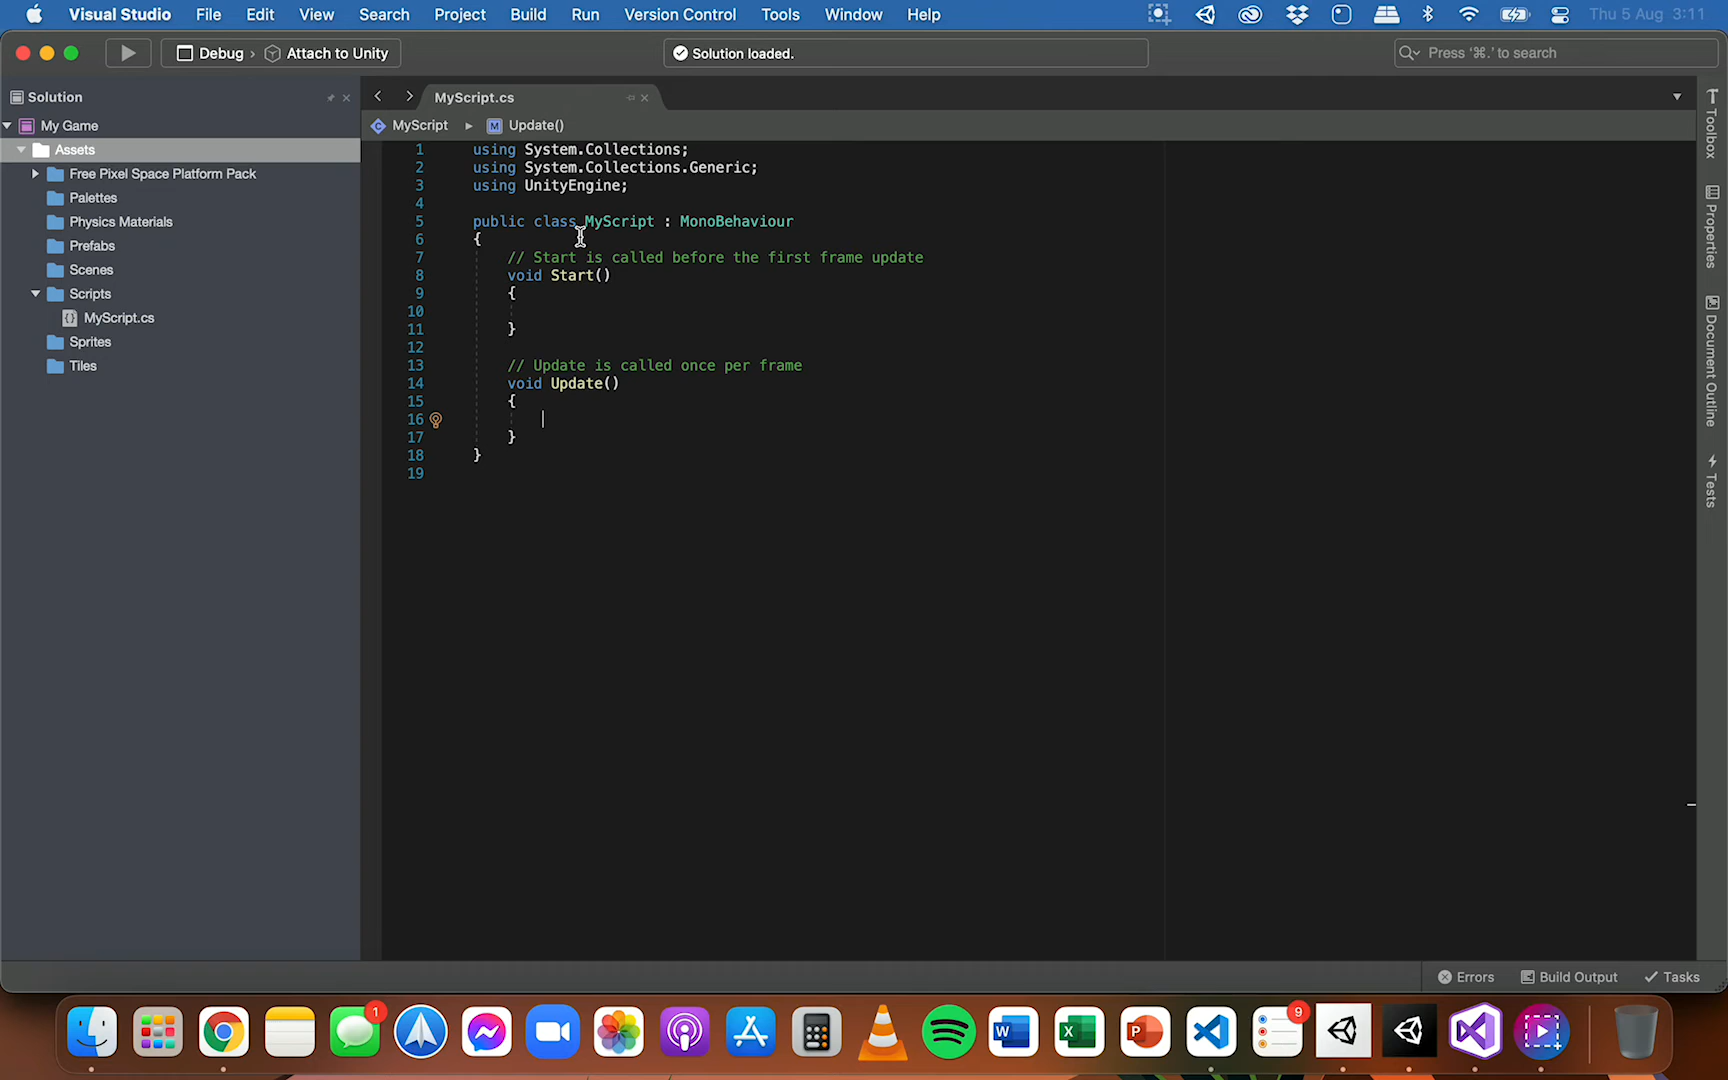 Visual Studio File Edit View Search Project Build Run Version Control Tools Window Help Thu 5 Aug 3:11
Debug › Attach to Unity Solution loaded. Press '⌘.' to search
Solution MyScript.cs
MyScript ▸ M Update()
My Game
Assets
Free Pixel Space Platform Pack
Palettes
Physics Materials
Prefabs
Scenes
Scripts
MyScript.cs
Sprites
Tiles
1 using System.Collections;
2 using System.Collections.Generic;
3 using UnityEngine;
4
5 public class MyScript : MonoBehaviour
6 {
7 // Start is called before the first frame update
8 void Start()
9 {
10
11 }
12
13 // Update is called once per frame
14 void Update()
15 {
16
17 }
18 }
19
Toolbox
Properties
Document Outline
Tests
Errors Build Output Tasks
1
9
W
X
P